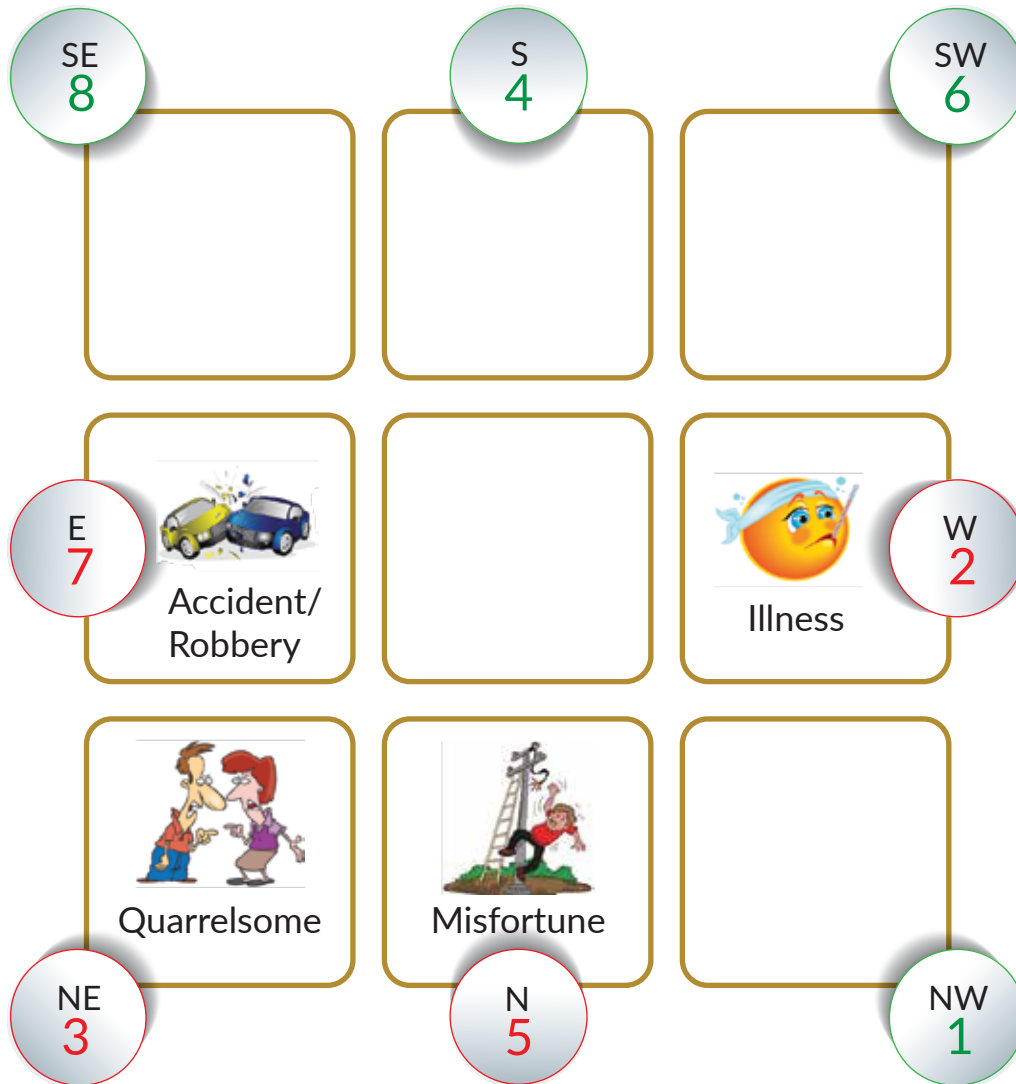 SE
8
S
4
SW
6
E
7
Accident/
Robbery
Illness
W
2
Quarrelsome
Misfortune
NE
3
N
5
NW
1